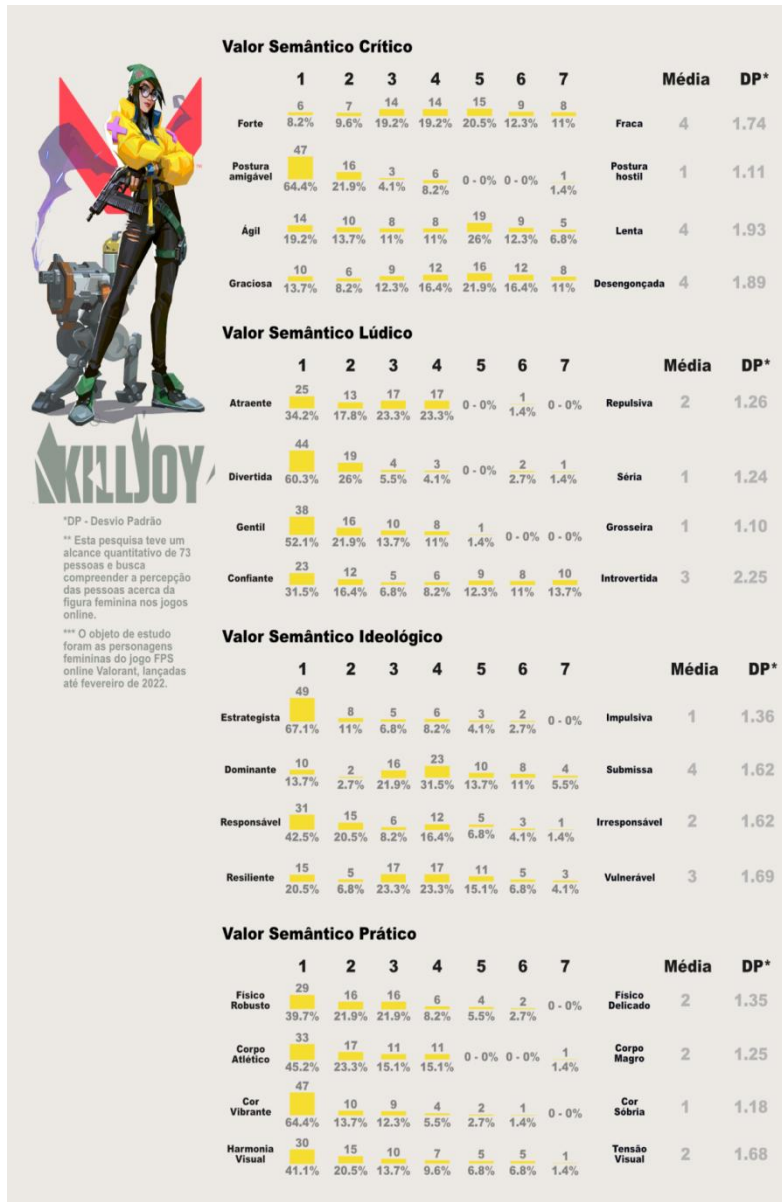 Valor Semântico Crítico
1 2 3 4 5 6 7 Média DP*
6 7 14 14 15 9 8
Forte 8.2% 9.6% 19.2% 19.2% 20.5% 12.3% 11% Fraca 4 1.74
47 16 3 6 0 - 0% 0 - 0% 1
Postura amigável 64.4% 21.9% 4.1% 8.2% 1.4% Postura hostil 1 1.11
14 10 8 8 19 9 5
Ágil 19.2% 13.7% 11% 11% 26% 12.3% 6.8% Lenta 4 1.93
10 6 9 12 16 12 8
Graciosa 13.7% 8.2% 12.3% 16.4% 21.9% 16.4% 11% Desengonçada 4 1.89
Valor Semântico Lúdico
1 2 3 4 5 6 7 Média DP*
25 13 17 17 0 - 0% 1 0 - 0%
Atraente 34.2% 17.8% 23.3% 23.3% 1.4% Repulsiva 2 1.26
44 19 4 3 0 - 0% 2 1
Divertida 60.3% 26% 5.5% 4.1% 2.7% 1.4% Séria 1 1.24
38 16 10 8 1 0 - 0% 0 - 0%
Gentil 52.1% 21.9% 13.7% 11% 1.4% Grosseira 1 1.10
23 12 5 6 9 8 10
Confiante 31.5% 16.4% 6.8% 8.2% 12.3% 11% 13.7% Introvertida 3 2.25
KILLJOY
*DP - Desvio Padrão
** Esta pesquisa teve um
alcance quantitativo de 73
pessoas e busca
compreender a percepção
das pessoas acerca da
figura feminina nos jogos
online.
*** O objeto de estudo
foram as personagens
femininas do jogo FPS
online Valorant, lançadas
até fevereiro de 2022.
Valor Semântico Ideológico
1 2 3 4 5 6 7 Média DP*
49 8 5 6 3 2 0 - 0%
Estrategista 67.1% 11% 6.8% 8.2% 4.1% 2.7% Impulsiva 1 1.36
10 2 16 23 10 8 4
Dominante 13.7% 2.7% 21.9% 31.5% 13.7% 11% 5.5% Submissa 4 1.62
31 15 6 12 5 3 1
Responsável 42.5% 20.5% 8.2% 16.4% 6.8% 4.1% 1.4% Irresponsável 2 1.62
15 5 17 17 11 5 3
Resiliente 20.5% 6.8% 23.3% 23.3% 15.1% 6.8% 4.1% Vulnerável 3 1.69
Valor Semântico Prático
1 2 3 4 5 6 7 Média DP*
29 16 16 6 4 2 0 - 0%
Físico Robusto 39.7% 21.9% 21.9% 8.2% 5.5% 2.7% Físico Delicado 2 1.35
33 17 11 11 0 - 0% 0 - 0% 1
Corpo Atlético 45.2% 23.3% 15.1% 15.1% 1.4% Corpo Magro 2 1.25
47 10 9 4 2 1 0 - 0%
Cor Vibrante 64.4% 13.7% 12.3% 5.5% 2.7% 1.4% Cor Sóbria 1 1.18
30 15 10 7 5 5 1
Harmonia Visual 41.1% 20.5% 13.7% 9.6% 6.8% 6.8% 1.4% Tensão Visual 2 1.68